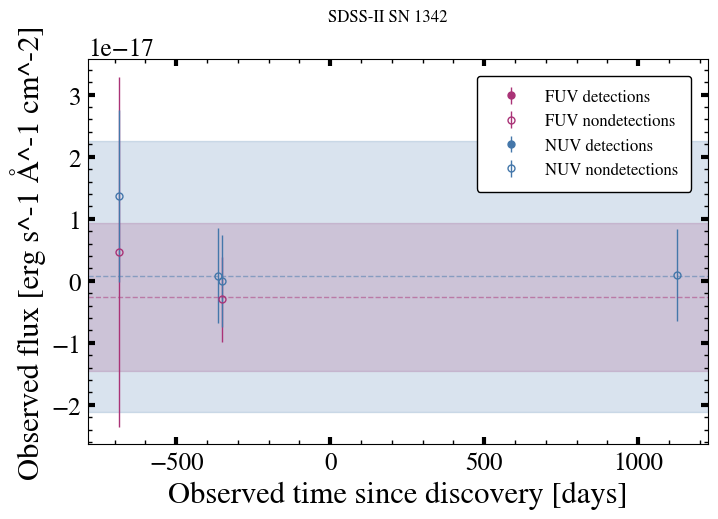 SDSS-II SN 1342
1e−17
Observed flux [erg s^-1 Å^-1 cm^-2]
3
2
1
0
−1
−2
FUV detections
FUV nondetections
NUV detections
NUV nondetections
−500
0
500
1000
Observed time since discovery [days]